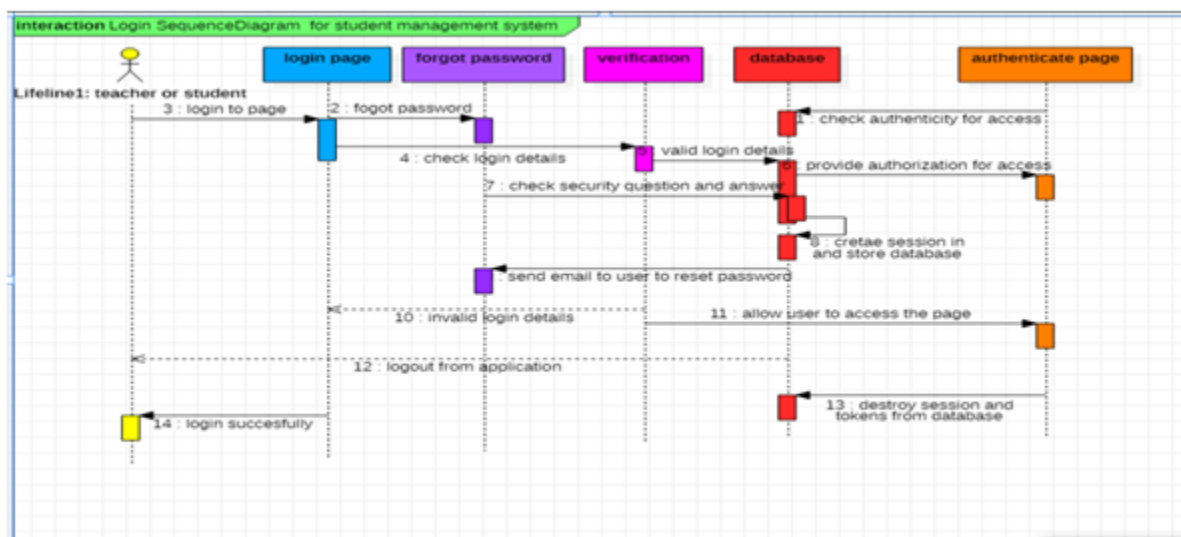 interaction Login SequenceDiagram for student management system
login page
forgot password
verification
database
authenticate page
Lifeline1: teacher or student
3 : login to page
2 : fogot password
1 : check authenticity for access
4 : check login details
5 : valid login details
6 : provide authorization for access
7 : check security question and answer
8 : cretae session in
and store database
: send email to user to reset password
10 : invalid login details
11 : allow user to access the page
12 : logout from application
13 : destroy session and
tokens from database
14 : login succesfully